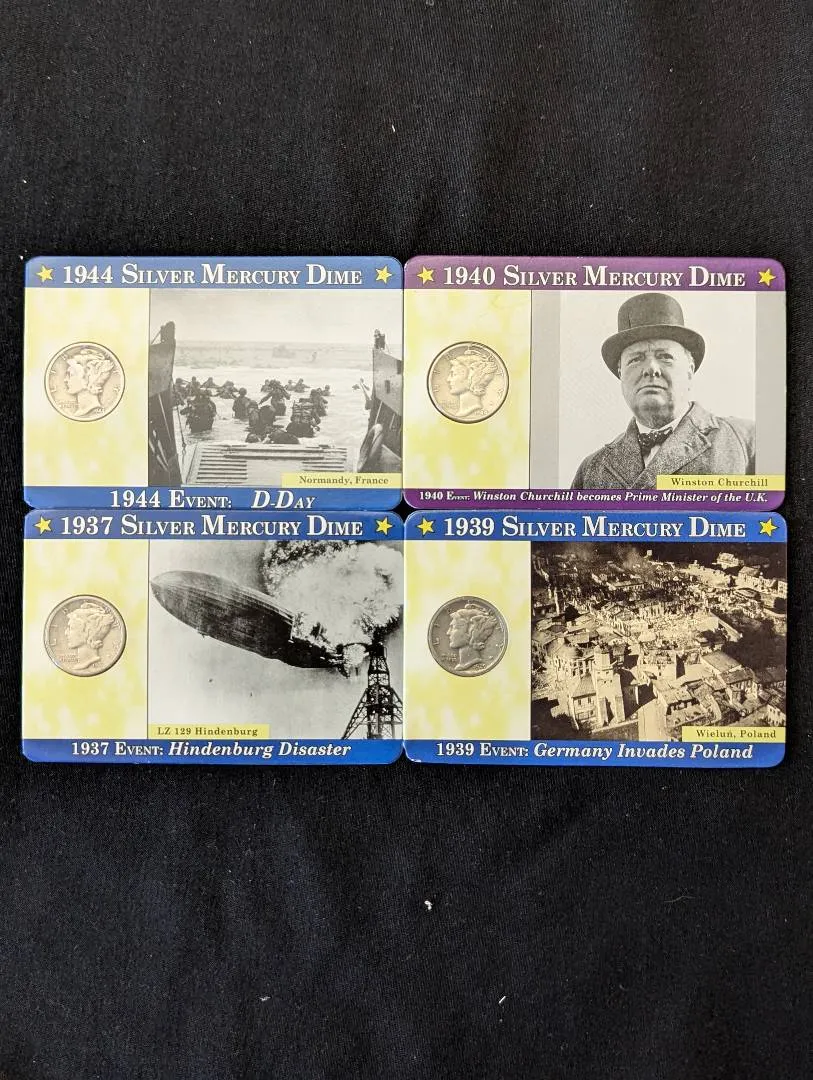 1944 SILVER MERCURY DIME
Normandy, France
1944 EVENT: D-DAY
1940 SILVER MERCURY DIME
Winston Churchill
1940 EVENT: Winston Churchill becomes Prime Minister of the U.K.
1937 SILVER MERCURY DIME
LZ 129 Hindenburg
1937 EVENT: Hindenburg Disaster
1939 SILVER MERCURY DIME
Wieluń, Poland
1939 EVENT: Germany Invades Poland